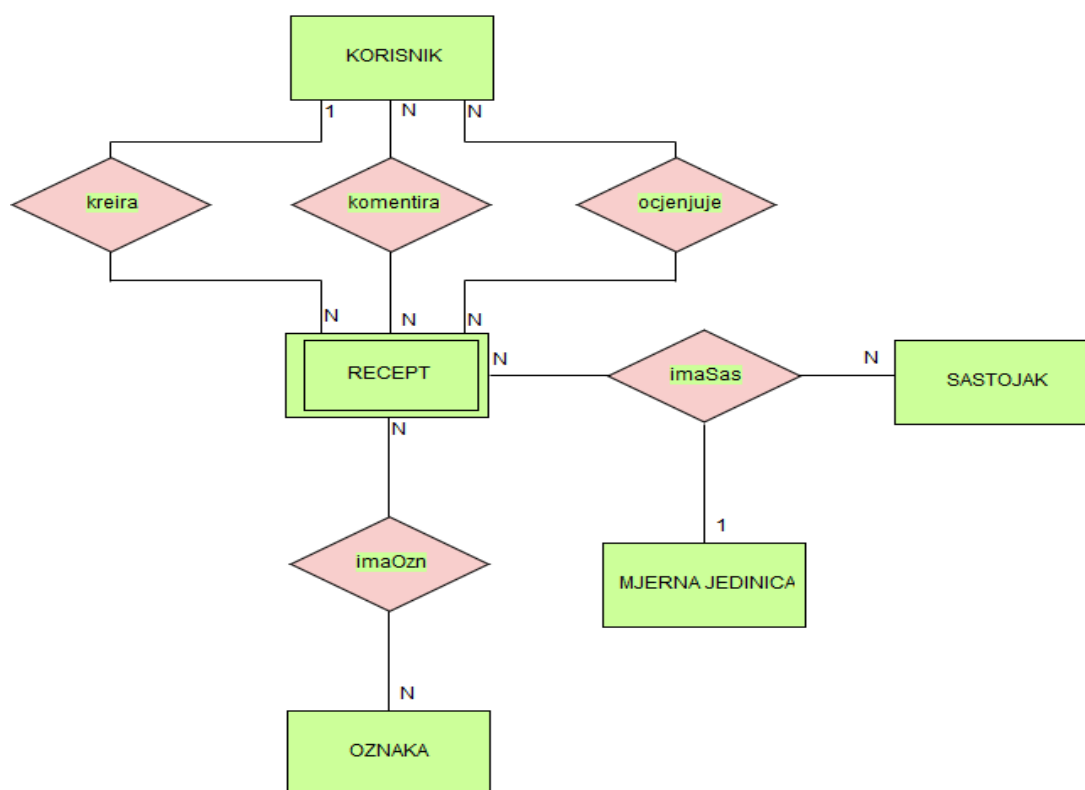 KORISNIK
1
N
N
kreira
komentira
ocjenjuje
N
N
N
RECEPT
N
imaSas
N
SASTOJAK
N
1
imaOzn
MJERNA JEDINICA
N
OZNAKA